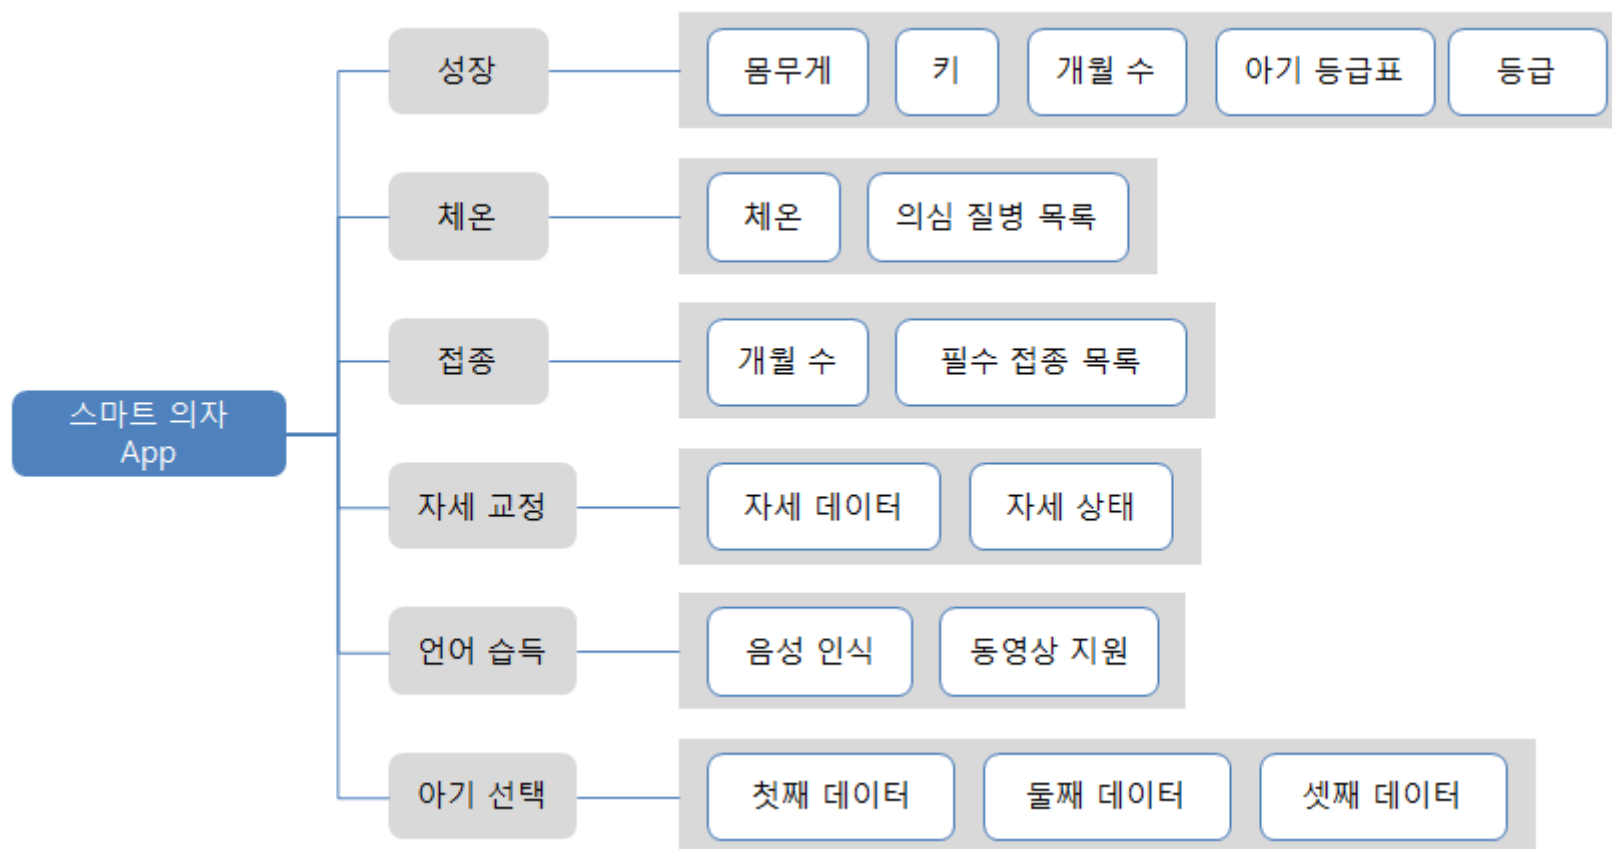 성장
몸무게
키
개월 수
아기 등급표
등급
체온
체온
의심 질병 목록
접종
개월 수
필수 접종 목록
스마트 의자
App
자세 교정
자세 데이터
자세 상태
언어 습득
음성 인식
동영상 지원
아기 선택
첫째 데이터
둘째 데이터
셋째 데이터